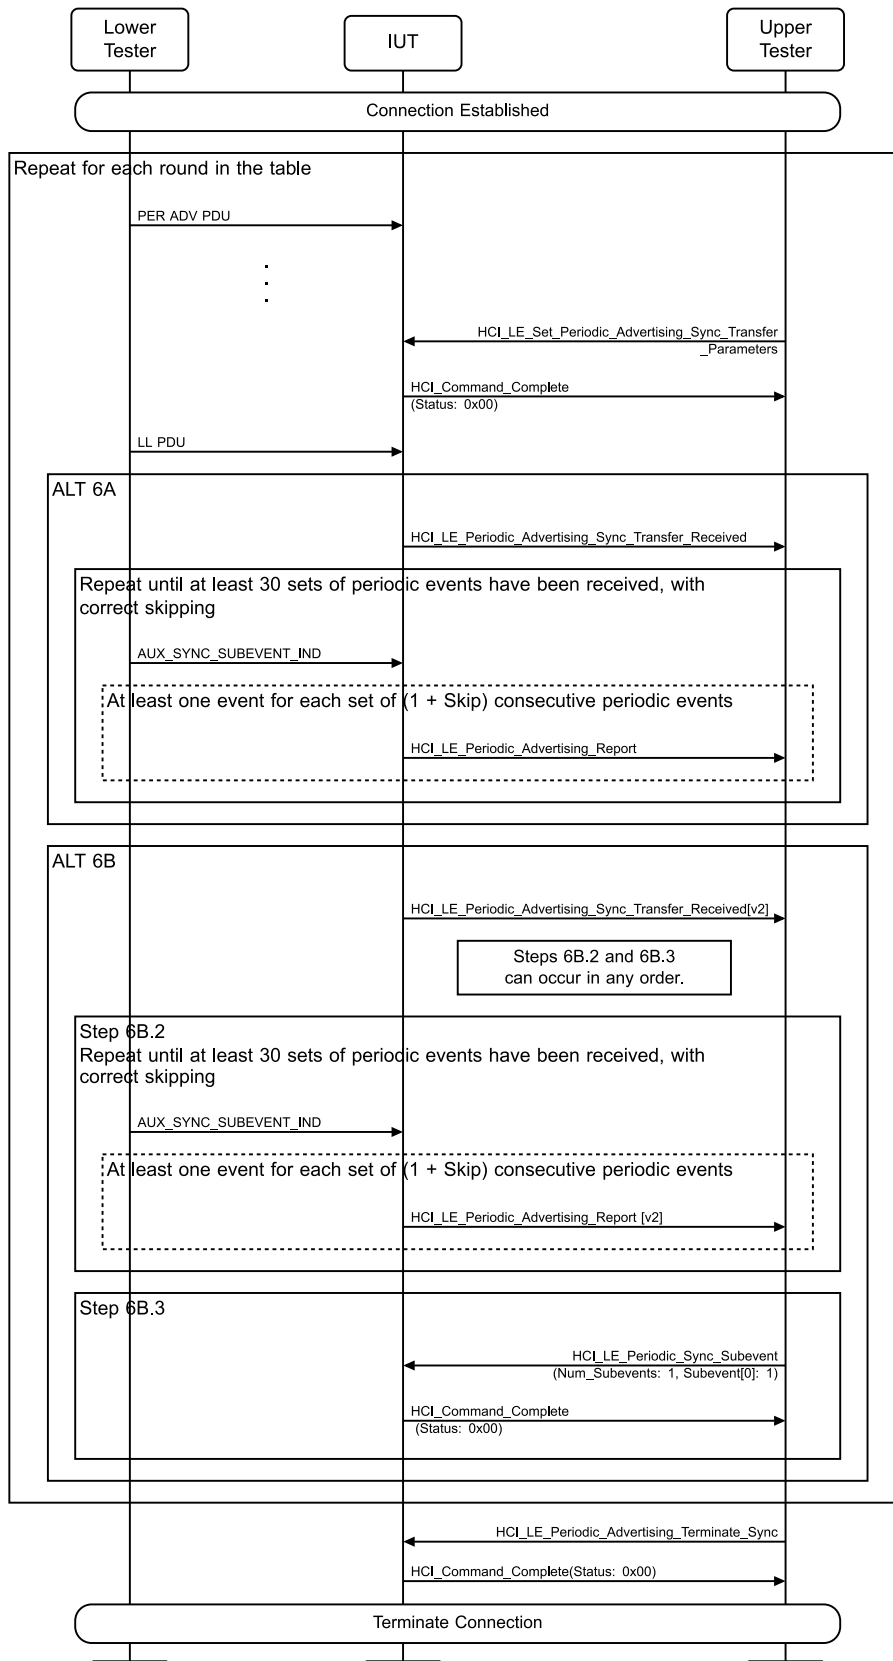 Lower
Tester
IUT
Upper
Tester
Connection Established
Repeat for each round in the table
PER ADV PDU
HCI_LE_Set_Periodic_Advertising_Sync_Transfer
_Parameters
HCI_Command_Complete
(Status: 0x00)
LL PDU
ALT 6A
HCI_LE_Periodic_Advertising_Sync_Transfer_Received
Repeat until at least 30 sets of periodic events have been received, with
correct skipping
AUX_SYNC_SUBEVENT_IND
At least one event for each set of (1 + Skip) consecutive periodic events
HCI_LE_Periodic_Advertising_Report
ALT 6B
HCI_LE_Periodic_Advertising_Sync_Transfer_Received[v2]
Steps 6B.2 and 6B.3
can occur in any order.
Step 6B.2
Repeat until at least 30 sets of periodic events have been received, with
correct skipping
AUX_SYNC_SUBEVENT_IND
At least one event for each set of (1 + Skip) consecutive periodic events
HCI_LE_Periodic_Advertising_Report [v2]
Step 6B.3
HCI_LE_Periodic_Sync_Subevent
(Num_Subevents: 1, Subevent[0]: 1)
HCI_Command_Complete
(Status: 0x00)
HCI_LE_Periodic_Advertising_Terminate_Sync
HCI_Command_Complete(Status: 0x00)
Terminate Connection